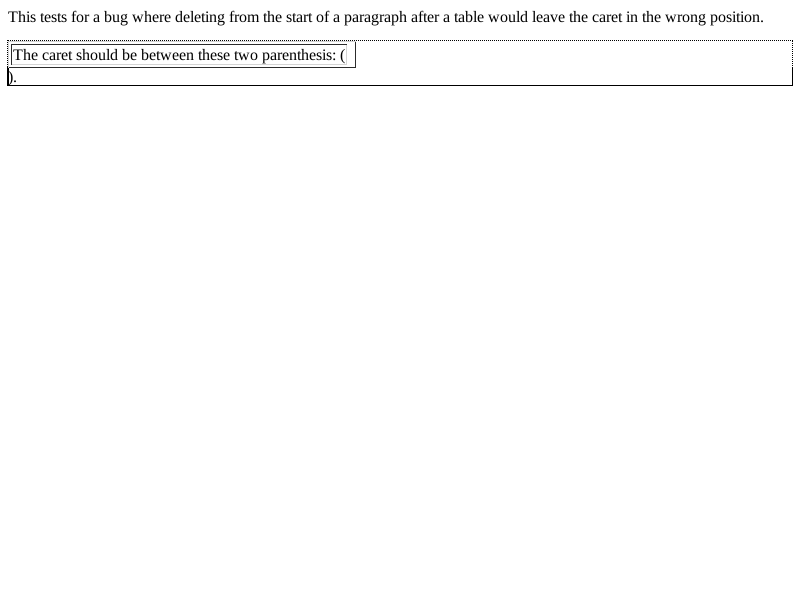 This tests for a bug where deleting from the start of a paragraph after a table would leave the caret in the wrong position.
The caret should be between these two parenthesis: (
).